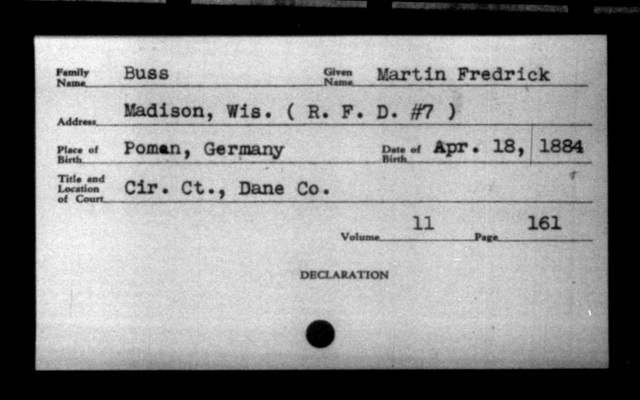 Family Name Buss Given Name Martin Fredrick
Address Madison, Wis. ( R. F. D. #7 )
Place of Birth Poman, Germany Date of Birth Apr. 18, 1884
Title and Location of Court Cir. Ct., Dane Co.
Volume 11 Page 161
DECLARATION